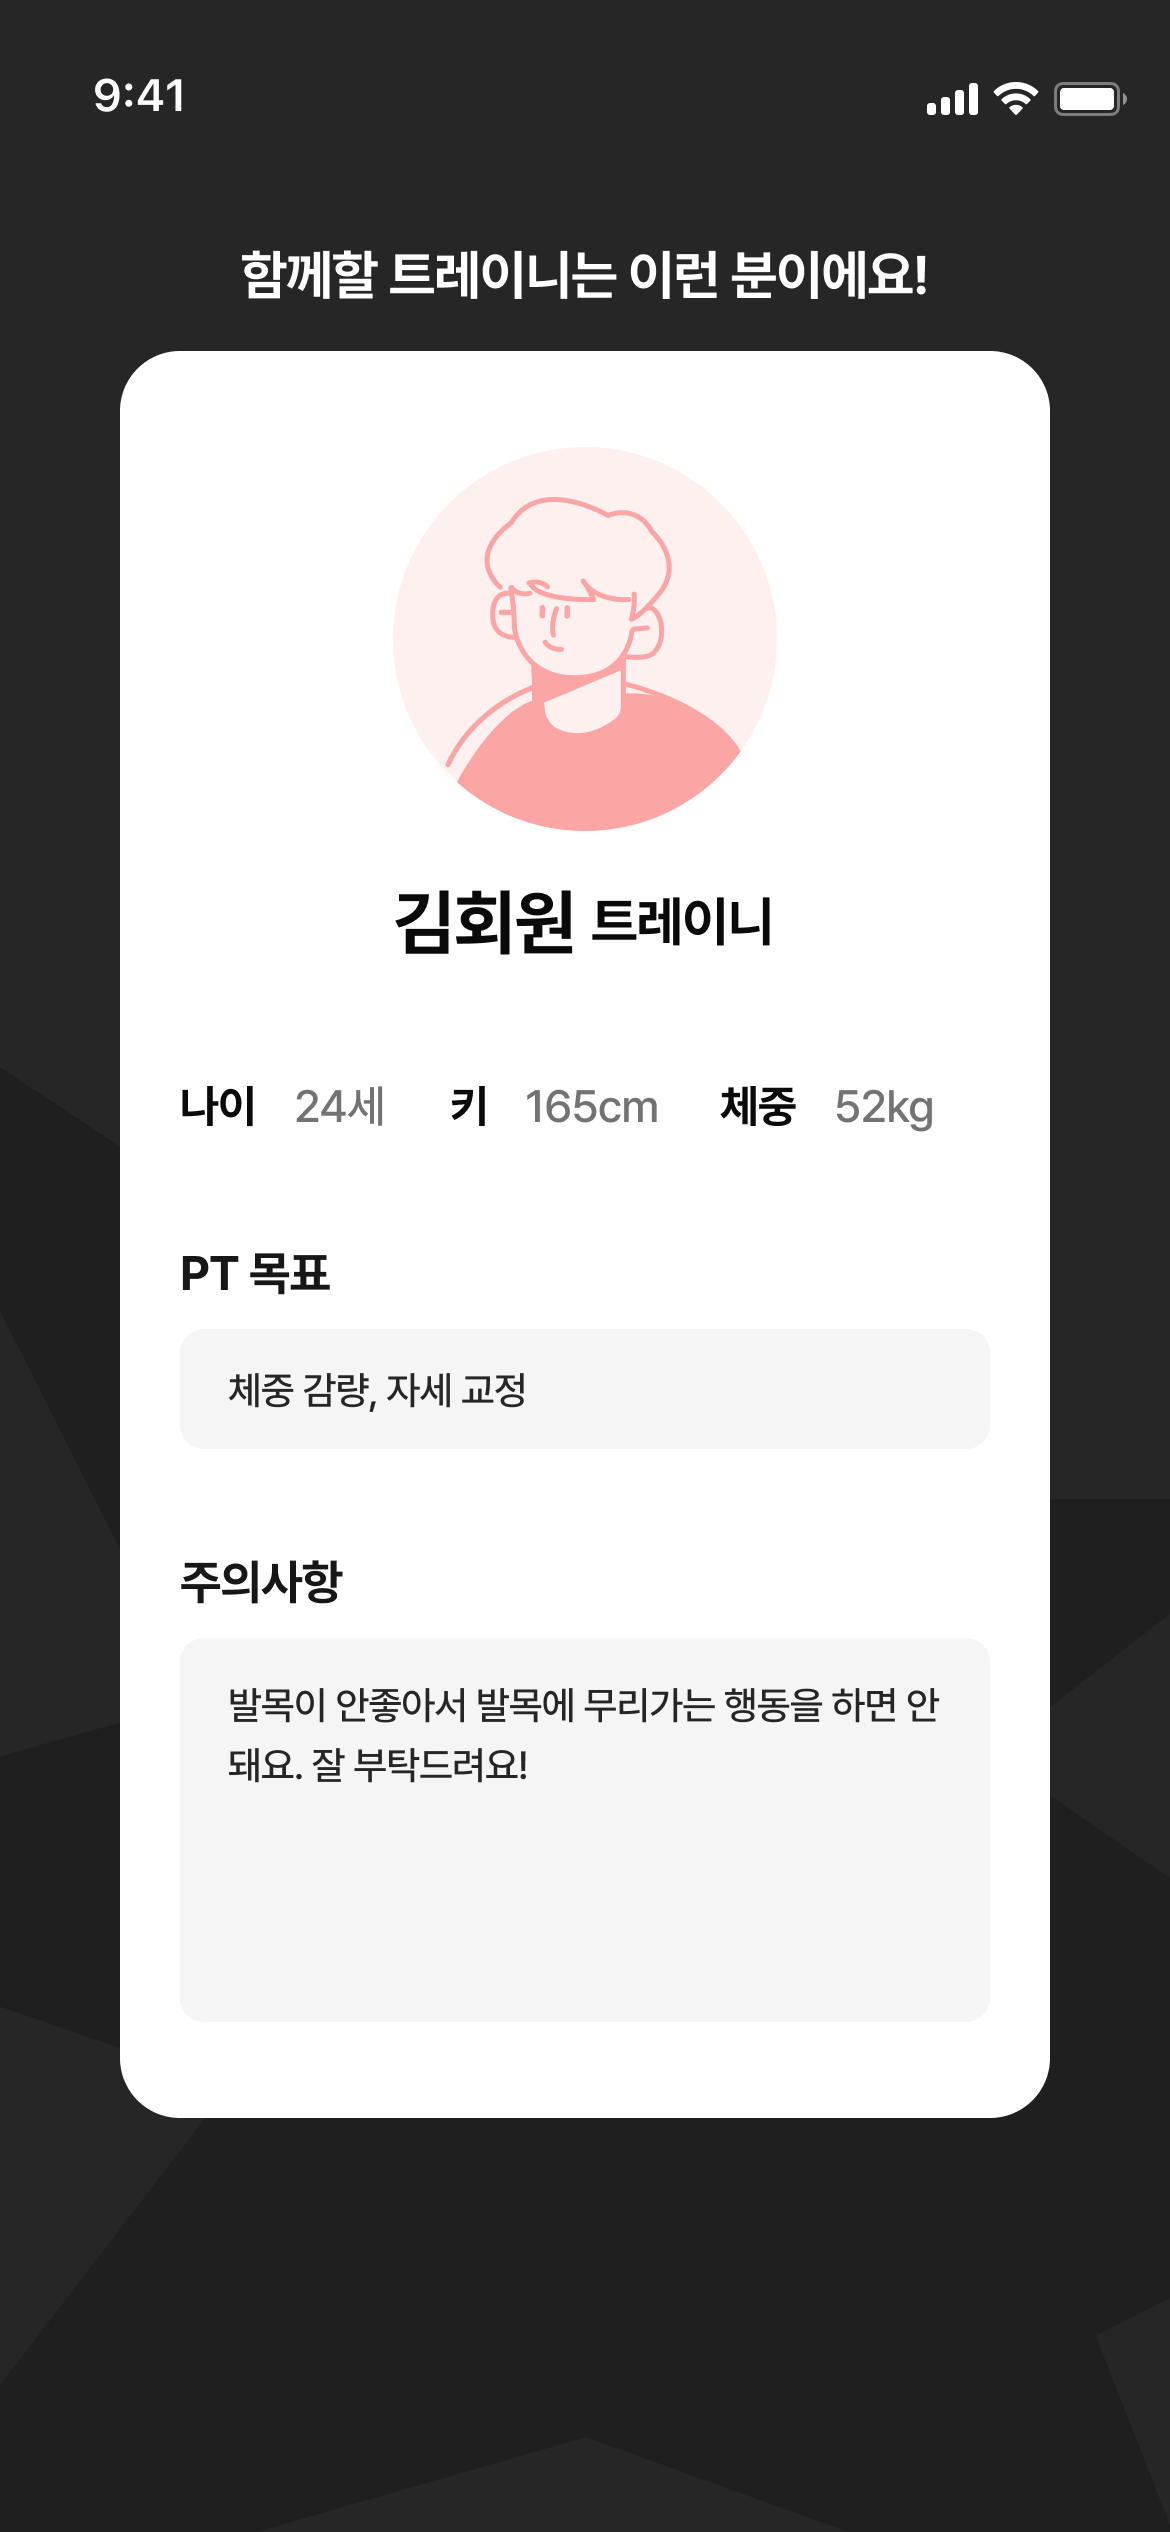 9:41
함께할 트레이니는 이런 분이에요!
김회원 트레이니
나이 24세 키 165cm 체중 52kg
PT 목표
체중 감량, 자세 교정
주의사항
발목이 안좋아서 발목에 무리가는 행동을 하면 안
돼요. 잘 부탁드려요!